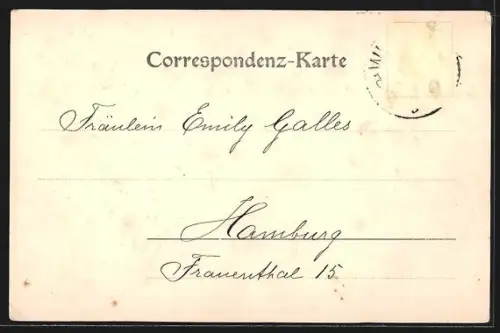 Correspondenz-Karte
Fräulein Emily Galles
Hamburg
Frauenthal 15.